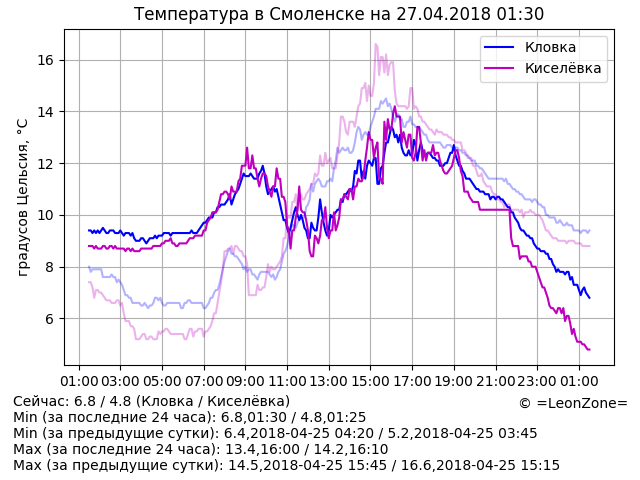 Температура в Смоленске на 27.04.2018 01:30
Кловка
Киселёвка
градусов Цельсия, °C
16
14
12
10
8
6
01:00 03:00 05:00 07:00 09:00 11:00 13:00 15:00 17:00 19:00 21:00 23:00 01:00
Сейчас: 6.8 / 4.8 (Кловка / Киселёвка)
© =LeonZone=
Min (за последние 24 часа): 6.8,01:30 / 4.8,01:25
Min (за предыдущие сутки): 6.4,2018-04-25 04:20 / 5.2,2018-04-25 03:45
Max (за последние 24 часа): 13.4,16:00 / 14.2,16:10
Max (за предыдущие сутки): 14.5,2018-04-25 15:45 / 16.6,2018-04-25 15:15